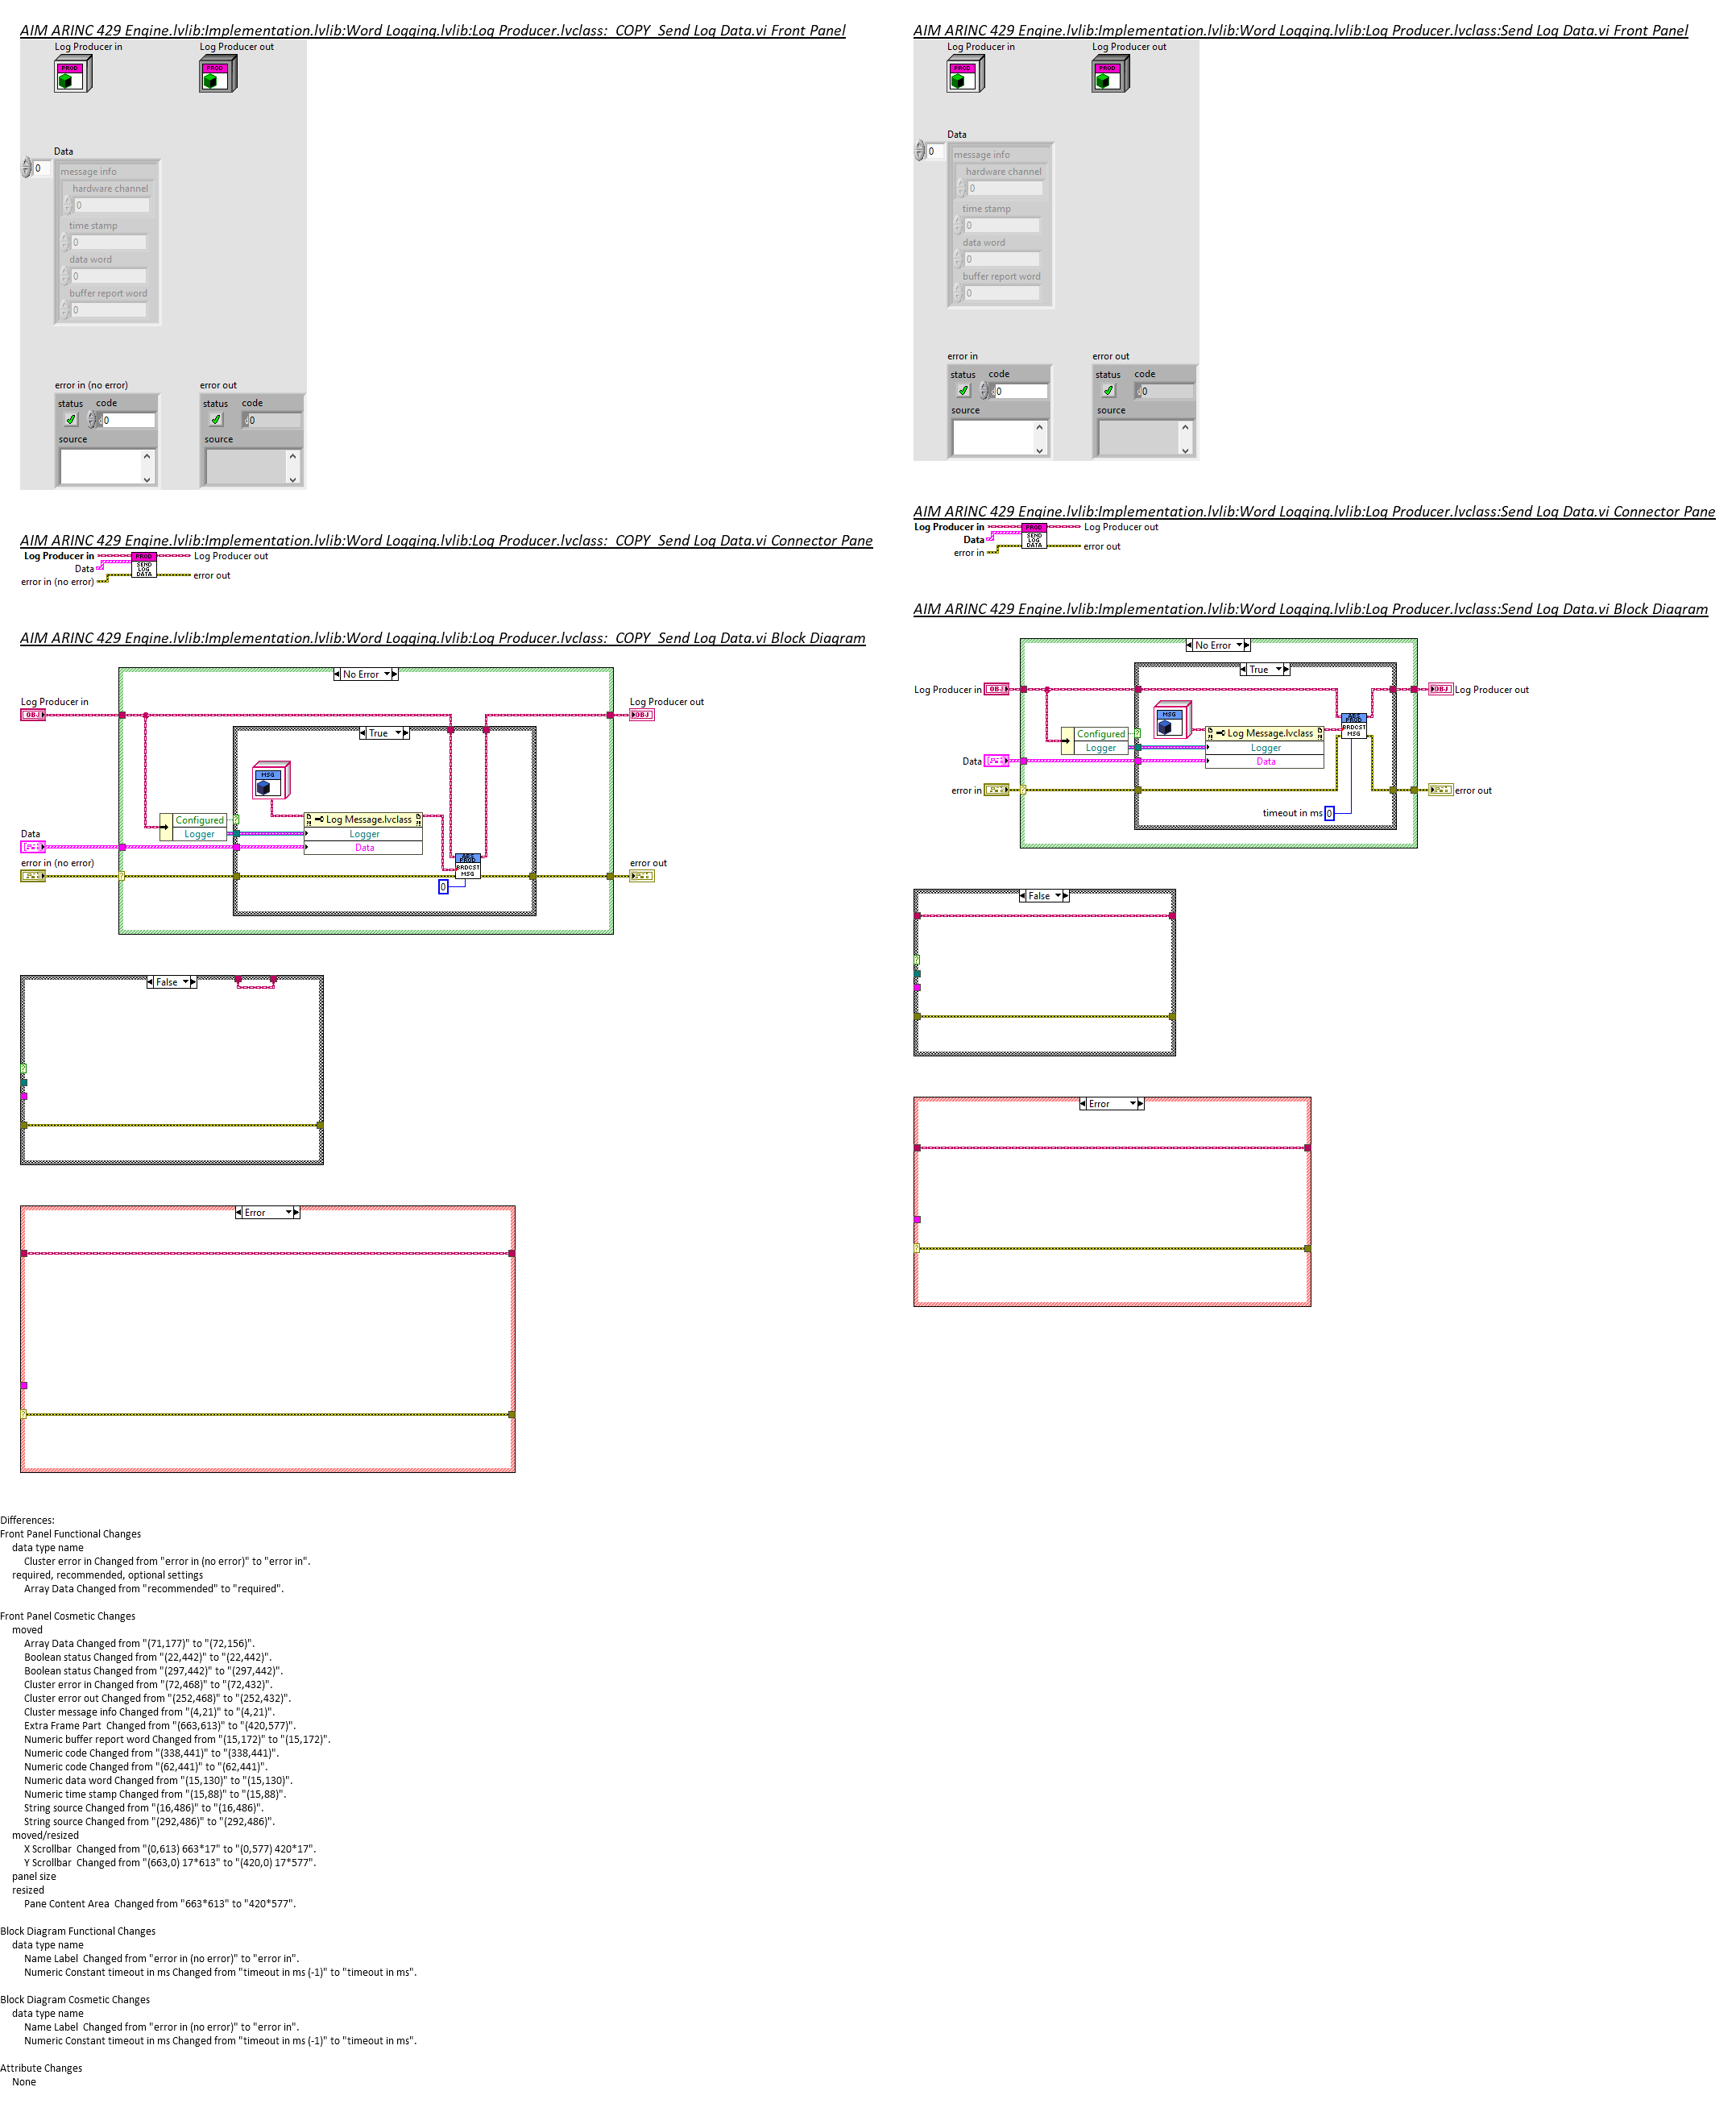 AIM ARINC 429 Engine.lvlib:Implementation.lvlib:Word Logging.lvlib:Log Producer.lvclass:_COPY_Send Log Data.vi Front Panel
Log Producer in
Log Producer out
PROD
PROD
Data
0
message info
hardware channel
0
time stamp
0
data word
0
buffer report word
0
error in (no error)
status
code
0
source
error out
status
code
0
source
AIM ARINC 429 Engine.lvlib:Implementation.lvlib:Word Logging.lvlib:Log Producer.lvclass:_COPY_Send Log Data.vi Connector Pane
Log Producer in
Data
error in (no error)
PROD
SEND
LOG
DATA
Log Producer out
error out
AIM ARINC 429 Engine.lvlib:Implementation.lvlib:Word Logging.lvlib:Log Producer.lvclass:_COPY_Send Log Data.vi Block Diagram
No Error
Log Producer in
OBJ
Log Producer out
OBJ
True
MSG
Configured
Logger
Log Message.lvclass
Logger
Data
Data
error in (no error)
PROD
BRDCST
MSG
0
error out
False
Error
AIM ARINC 429 Engine.lvlib:Implementation.lvlib:Word Logging.lvlib:Log Producer.lvclass:Send Log Data.vi Front Panel
Log Producer in
Log Producer out
PROD
PROD
Data
0
message info
hardware channel
0
time stamp
0
data word
0
buffer report word
0
error in
status
code
0
source
error out
status
code
0
source
AIM ARINC 429 Engine.lvlib:Implementation.lvlib:Word Logging.lvlib:Log Producer.lvclass:Send Log Data.vi Connector Pane
Log Producer in
Data
error in
PROD
SEND
LOG
DATA
Log Producer out
error out
AIM ARINC 429 Engine.lvlib:Implementation.lvlib:Word Logging.lvlib:Log Producer.lvclass:Send Log Data.vi Block Diagram
No Error
True
Log Producer in
OBJ
Log Producer out
OBJ
MSG
Configured
Logger
Log Message.lvclass
Logger
Data
PROD
BRDCST
MSG
Data
error in
error out
timeout in ms 0
False
Error
Differences:
Front Panel Functional Changes
data type name
Cluster error in Changed from "error in (no error)" to "error in".
required, recommended, optional settings
Array Data Changed from "recommended" to "required".
Front Panel Cosmetic Changes
moved
Array Data Changed from "(71,177)" to "(72,156)".
Boolean status Changed from "(22,442)" to "(22,442)".
Boolean status Changed from "(297,442)" to "(297,442)".
Cluster error in Changed from "(72,468)" to "(72,432)".
Cluster error out Changed from "(252,468)" to "(252,432)".
Cluster message info Changed from "(4,21)" to "(4,21)".
Extra Frame Part  Changed from "(663,613)" to "(420,577)".
Numeric buffer report word Changed from "(15,172)" to "(15,172)".
Numeric code Changed from "(338,441)" to "(338,441)".
Numeric code Changed from "(62,441)" to "(62,441)".
Numeric data word Changed from "(15,130)" to "(15,130)".
Numeric time stamp Changed from "(15,88)" to "(15,88)".
String source Changed from "(16,486)" to "(16,486)".
String source Changed from "(292,486)" to "(292,486)".
moved/resized
X Scrollbar  Changed from "(0,613) 663*17" to "(0,577) 420*17".
Y Scrollbar  Changed from "(663,0) 17*613" to "(420,0) 17*577".
panel size
resized
Pane Content Area  Changed from "663*613" to "420*577".
Block Diagram Functional Changes
data type name
Name Label  Changed from "error in (no error)" to "error in".
Numeric Constant timeout in ms Changed from "timeout in ms (-1)" to "timeout in ms".
Block Diagram Cosmetic Changes
data type name
Name Label  Changed from "error in (no error)" to "error in".
Numeric Constant timeout in ms Changed from "timeout in ms (-1)" to "timeout in ms".
Attribute Changes
None